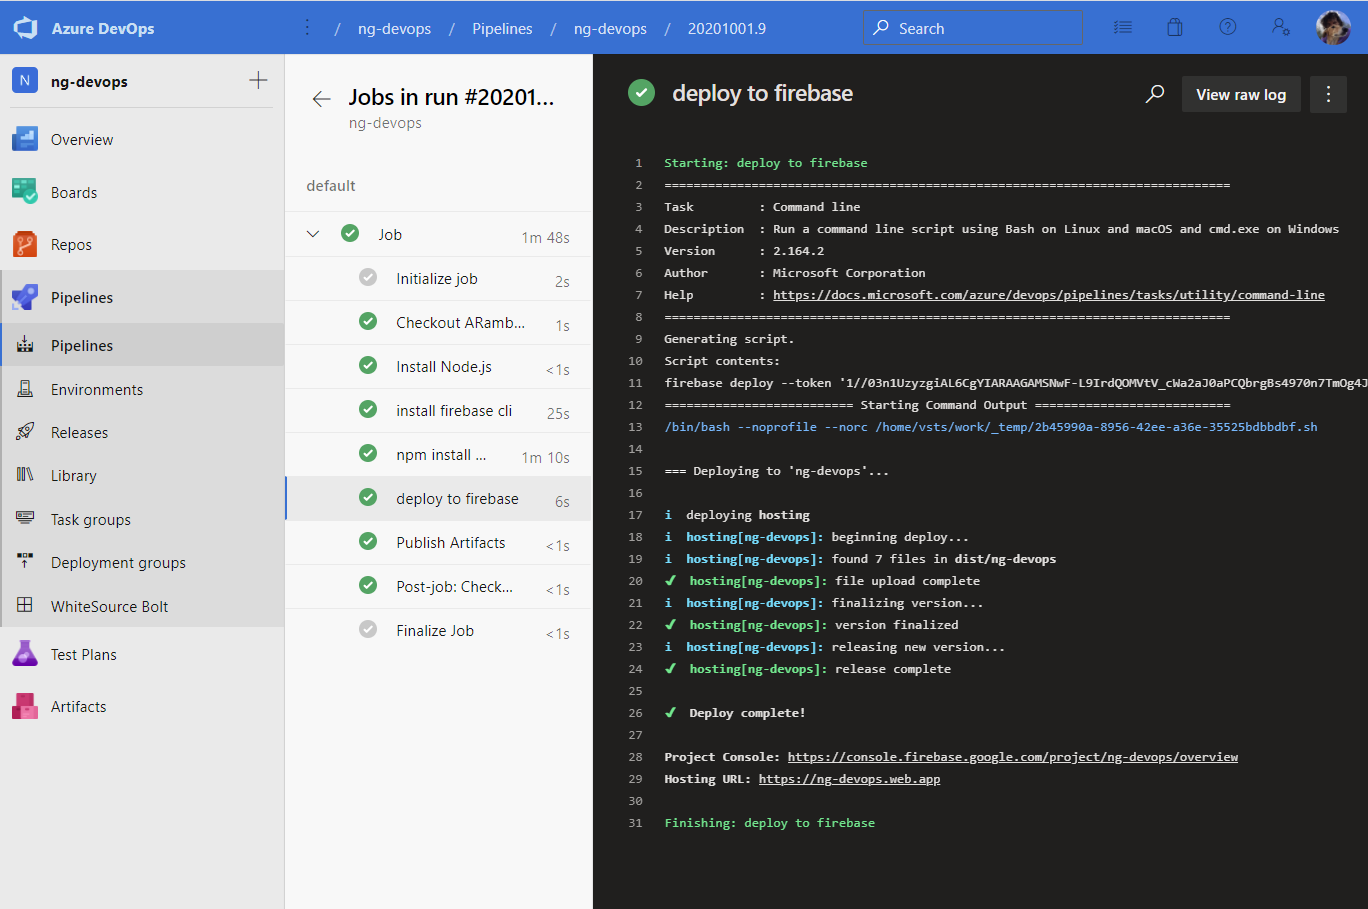 Azure DevOps
/ ng-devops / Pipelines / ng-devops / 20201001.9
Search
N ng-devops
Overview
Boards
Repos
Pipelines
Pipelines
Environments
Releases
Library
Task groups
Deployment groups
WhiteSource Bolt
Test Plans
Artifacts
Jobs in run #20201...
ng-devops
default
Job 1m 48s
Initialize job 2s
Checkout ARamb... 1s
Install Node.js <1s
install firebase cli 25s
npm install ... 1m 10s
deploy to firebase 6s
Publish Artifacts <1s
Post-job: Check... <1s
Finalize Job <1s
deploy to firebase
View raw log
1 Starting: deploy to firebase
2 ==============================================================================
3 Task : Command line
4 Description : Run a command line script using Bash on Linux and macOS and cmd.exe on Windows
5 Version : 2.164.2
6 Author : Microsoft Corporation
7 Help : https://docs.microsoft.com/azure/devops/pipelines/tasks/utility/command-line
8 ==============================================================================
9 Generating script.
10 Script contents:
11 firebase deploy --token '1//03n1UzyzgiAL6CgYIARAAGAMSNwF-L9IrdQOMVtV_cWa2aJ0aPCQbrgBs4970n7TmOg4J
12 ========================== Starting Command Output ===========================
13 /bin/bash --noprofile --norc /home/vsts/work/_temp/2b45990a-8956-42ee-a36e-35525bdbbdbf.sh
14
15 === Deploying to 'ng-devops'...
16
17 i deploying hosting
18 i hosting[ng-devops]: beginning deploy...
19 i hosting[ng-devops]: found 7 files in dist/ng-devops
20 ✔ hosting[ng-devops]: file upload complete
21 i hosting[ng-devops]: finalizing version...
22 ✔ hosting[ng-devops]: version finalized
23 i hosting[ng-devops]: releasing new version...
24 ✔ hosting[ng-devops]: release complete
25
26 ✔ Deploy complete!
27
28 Project Console: https://console.firebase.google.com/project/ng-devops/overview
29 Hosting URL: https://ng-devops.web.app
30
31 Finishing: deploy to firebase